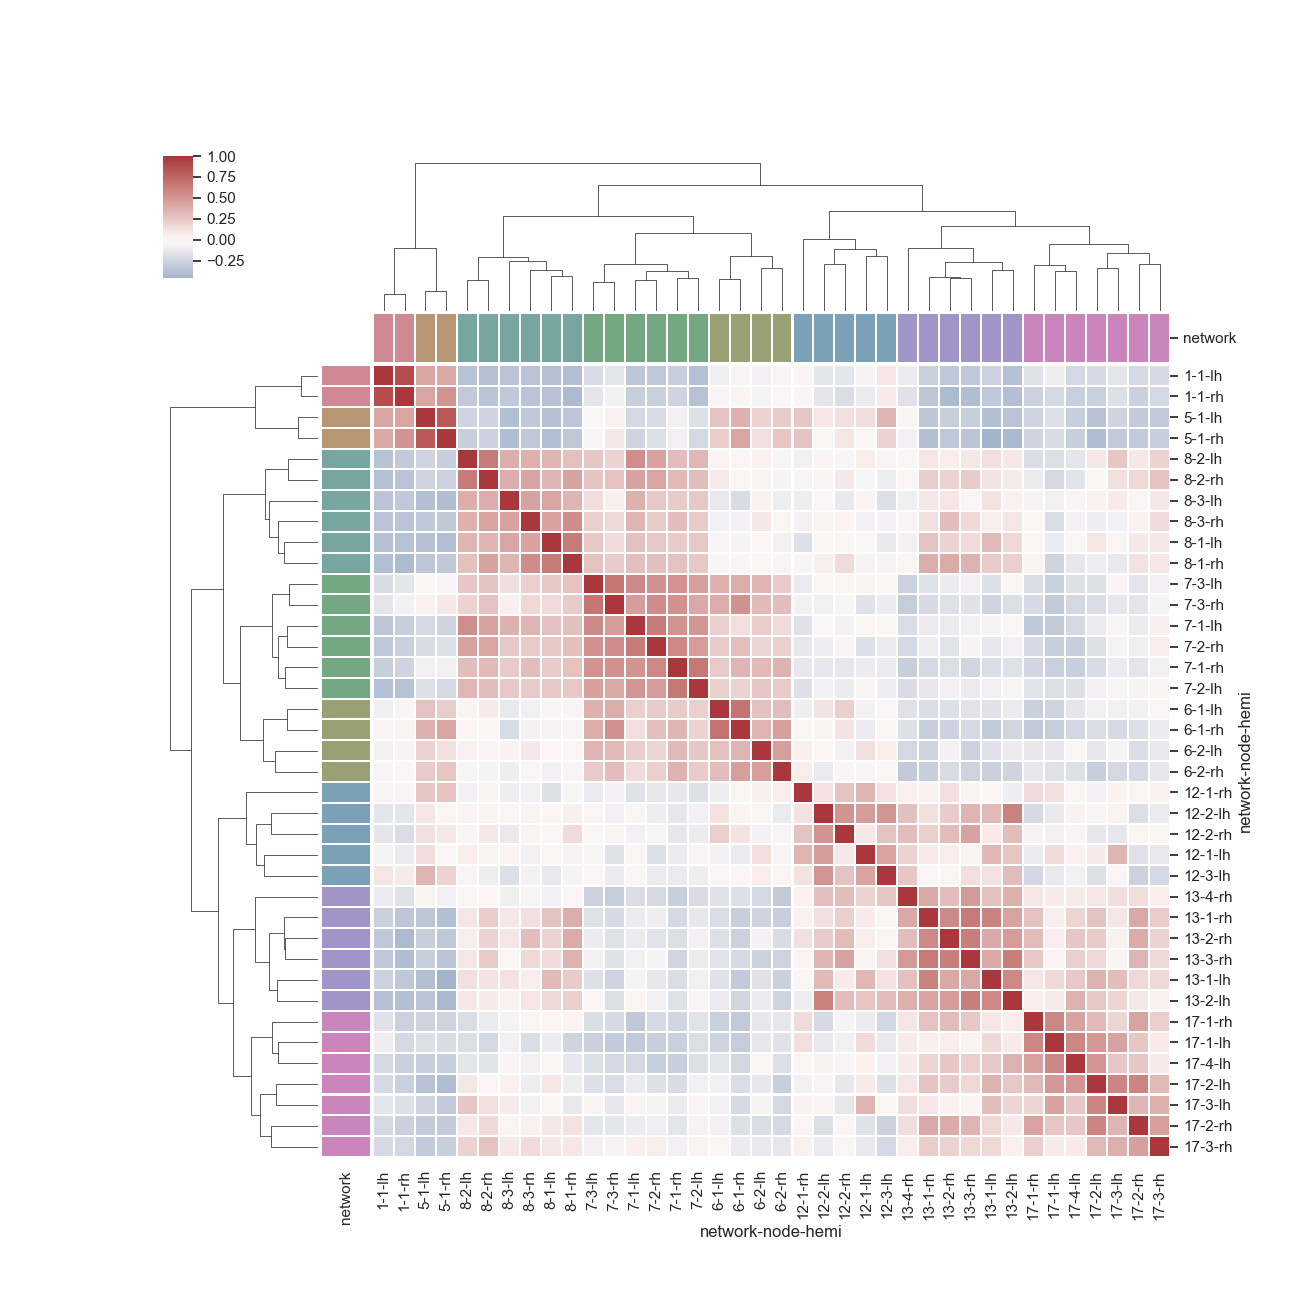 1.00
0.75
0.50
0.25
0.00
−0.25
network
1-1-lh
1-1-rh
5-1-lh
5-1-rh
8-2-lh
8-2-rh
8-3-lh
8-3-rh
8-1-lh
8-1-rh
7-3-lh
7-3-rh
7-1-lh
7-2-rh
7-1-rh
7-2-lh
6-1-lh
6-1-rh
6-2-lh
6-2-rh
12-1-rh
12-2-lh
12-2-rh
12-1-lh
12-3-lh
13-4-rh
13-1-rh
13-2-rh
13-3-rh
13-1-lh
13-2-lh
17-1-rh
17-1-lh
17-4-lh
17-2-lh
17-3-lh
17-2-rh
17-3-rh
network-node-hemi
network
1-1-lh
1-1-rh
5-1-lh
5-1-rh
8-2-lh
8-2-rh
8-3-lh
8-3-rh
8-1-lh
8-1-rh
7-3-lh
7-3-rh
7-1-lh
7-2-rh
7-1-rh
7-2-lh
6-1-lh
6-1-rh
6-2-lh
6-2-rh
12-1-rh
12-2-lh
12-2-rh
12-1-lh
12-3-lh
13-4-rh
13-1-rh
13-2-rh
13-3-rh
13-1-lh
13-2-lh
17-1-rh
17-1-lh
17-4-lh
17-2-lh
17-3-lh
17-2-rh
17-3-rh
network-node-hemi